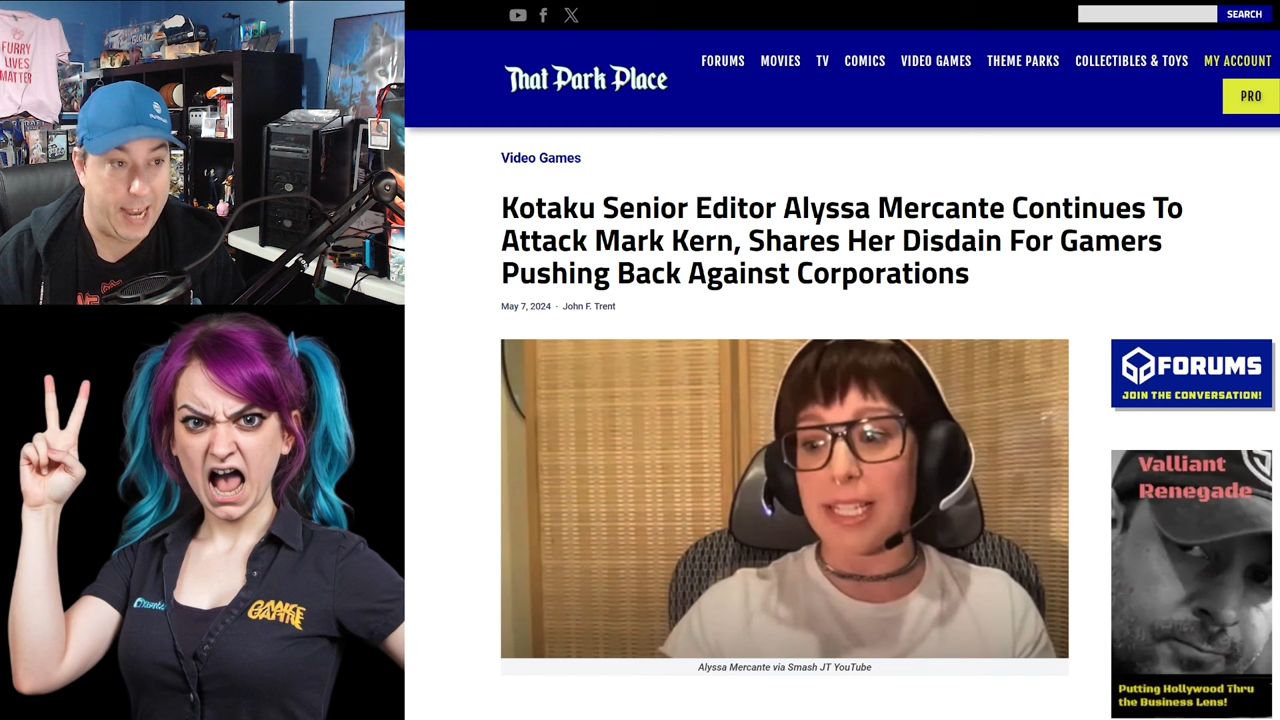 FURRY
LIVES
MATTER
SEARCH
That Park Place
FORUMS MOVIES TV COMICS VIDEO GAMES THEME PARKS COLLECTIBLES & TOYS MY ACCOUNT
PRO
Video Games
Kotaku Senior Editor Alyssa Mercante Continues To
Attack Mark Kern, Shares Her Disdain For Gamers
Pushing Back Against Corporations
May 7, 2024 · John F. Trent
FORUMS
JOIN THE CONVERSATION!
Valliant
Renegade
Putting Hollywood Thru
the Business Lens!
Alyssa Mercante via Smash JT YouTube